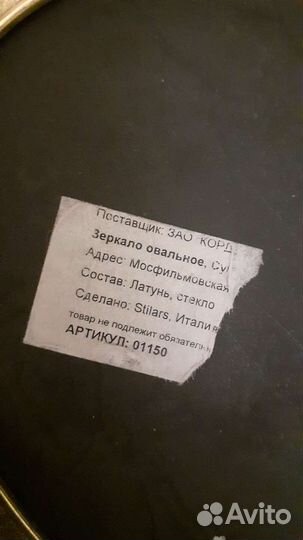 Поставщик: ЗАО КОРД
Зеркало овальное, Су
Адрес: Мосфильмовская
Состав: Латунь, стекло
Сделано: Stilars, Итали
товар не подлежит обязательн
АРТИКУЛ: 01150
Avito